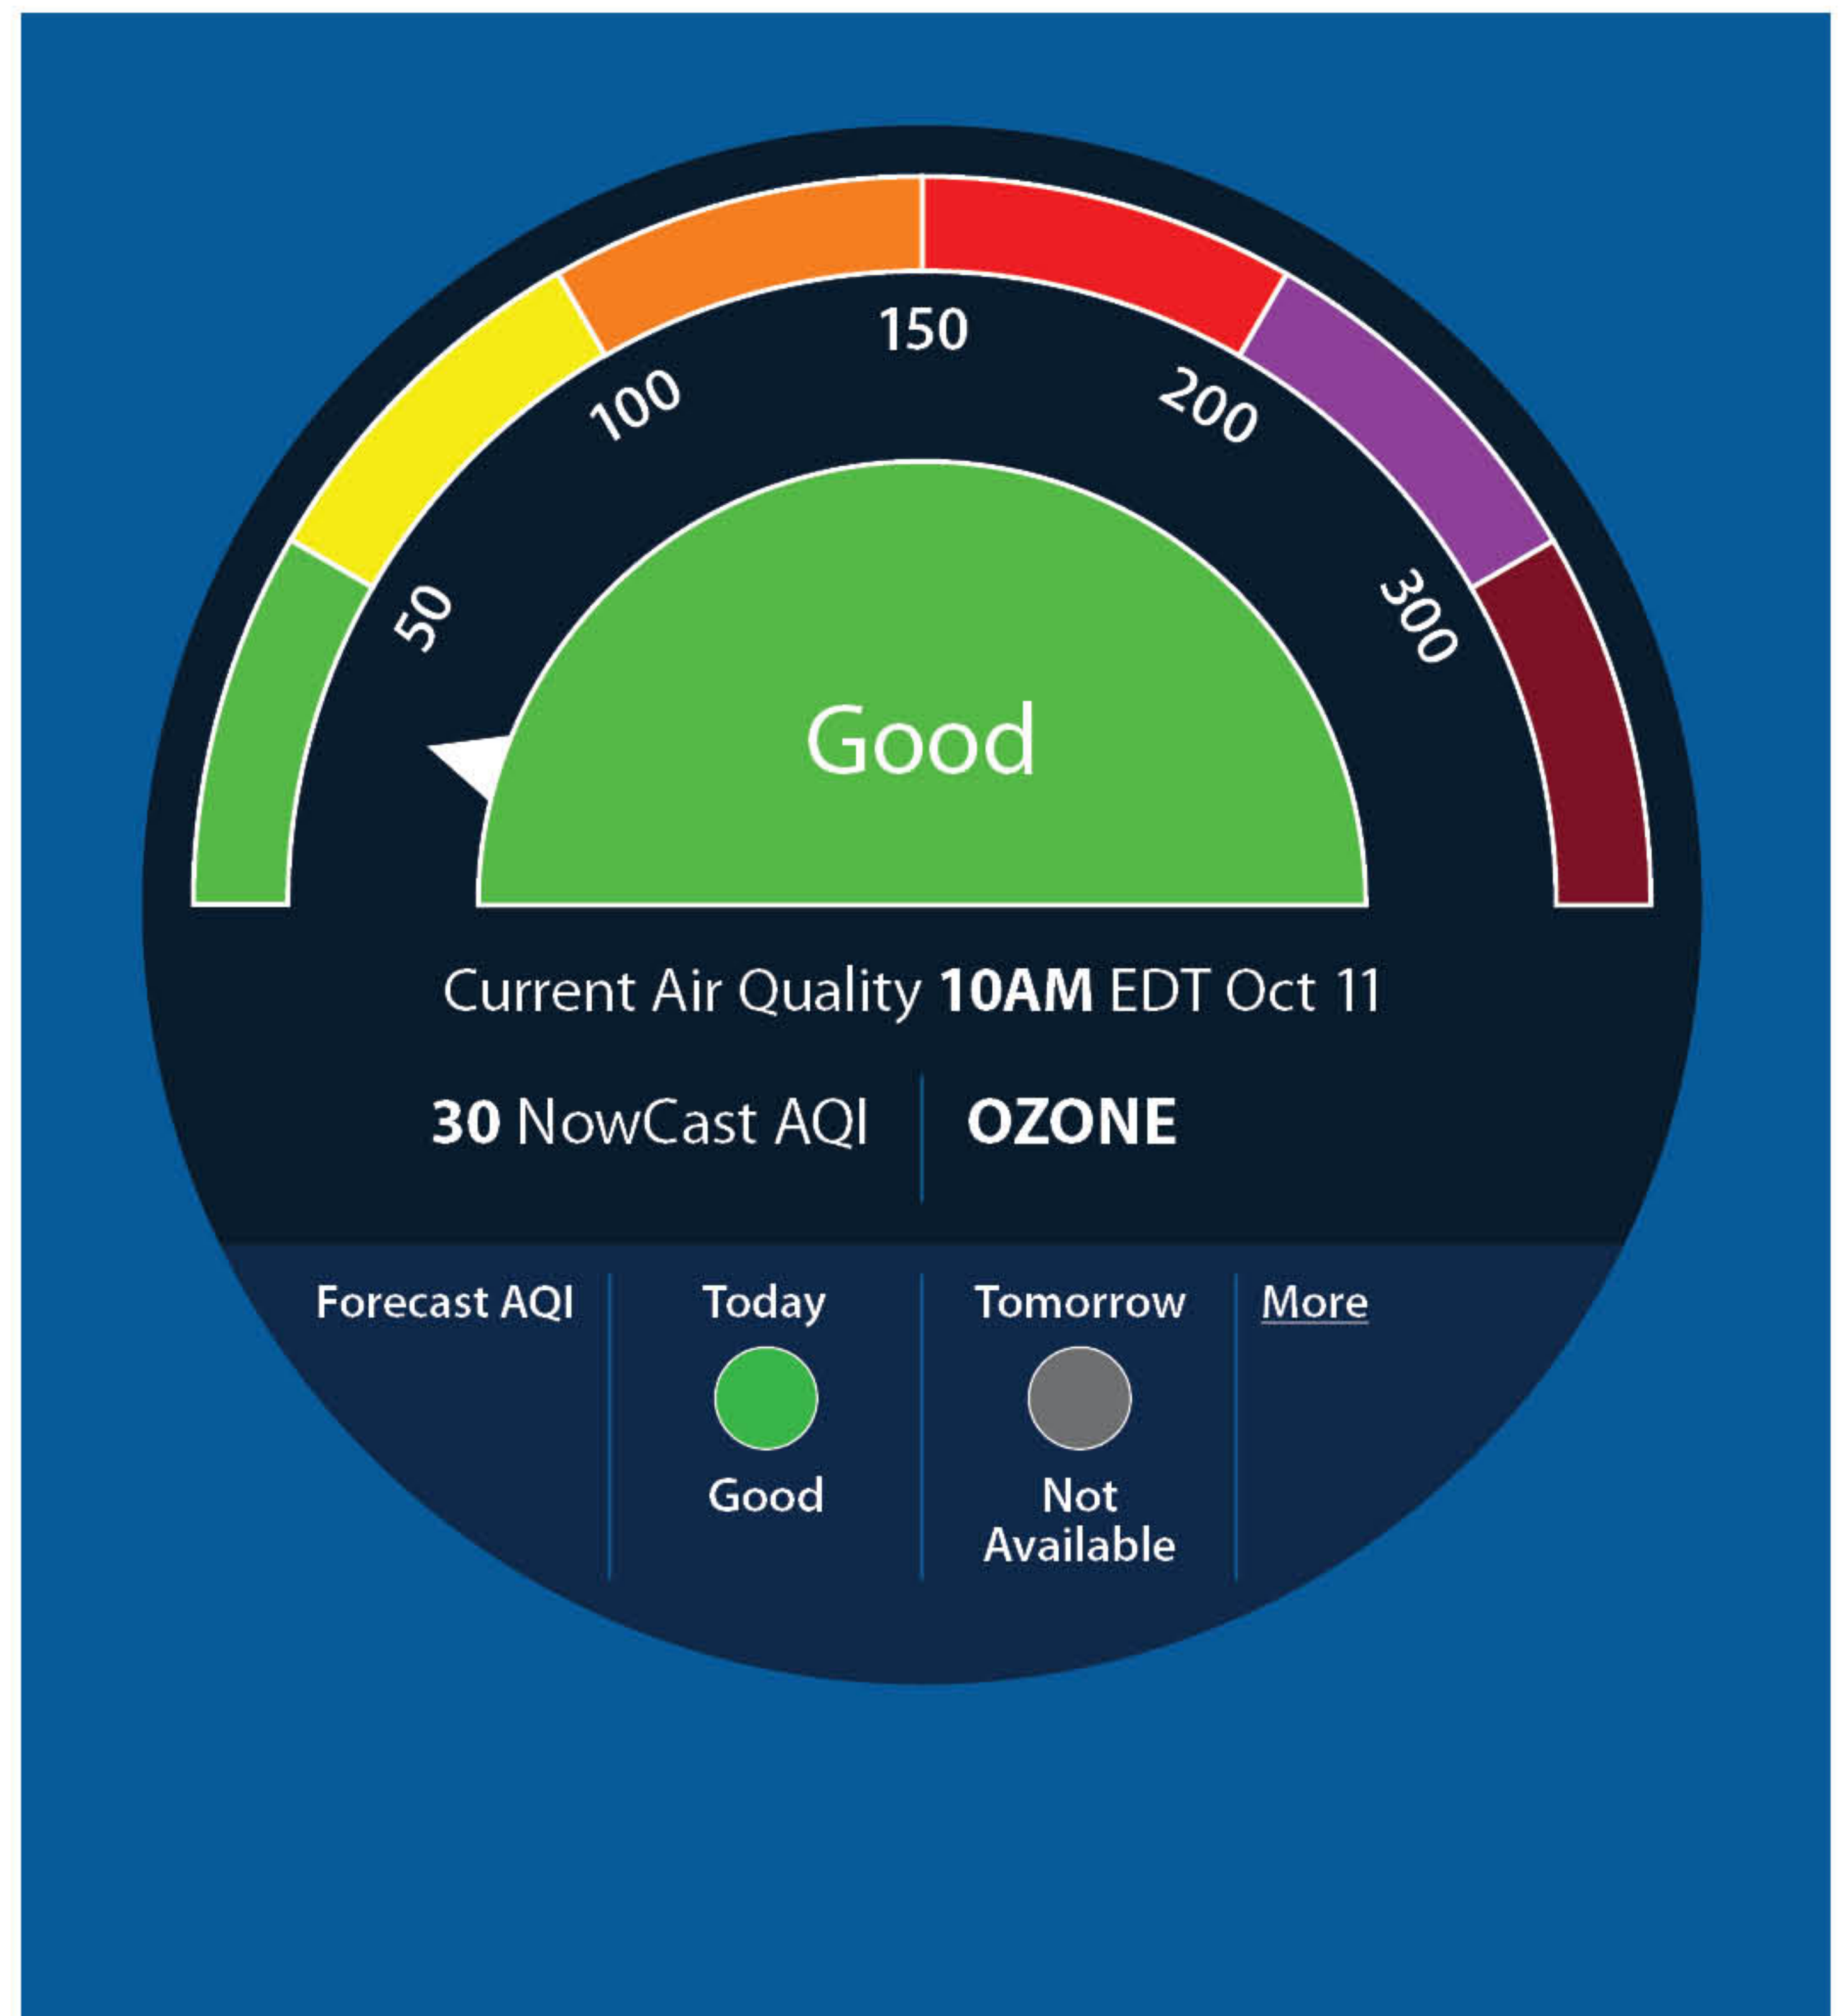 150
100
200
50
300
Good
Current Air Quality 10AM EDT Oct 11
30 NowCast AQI
OZONE
Forecast AQI
Today
Tomorrow
More
Good
Not
Available